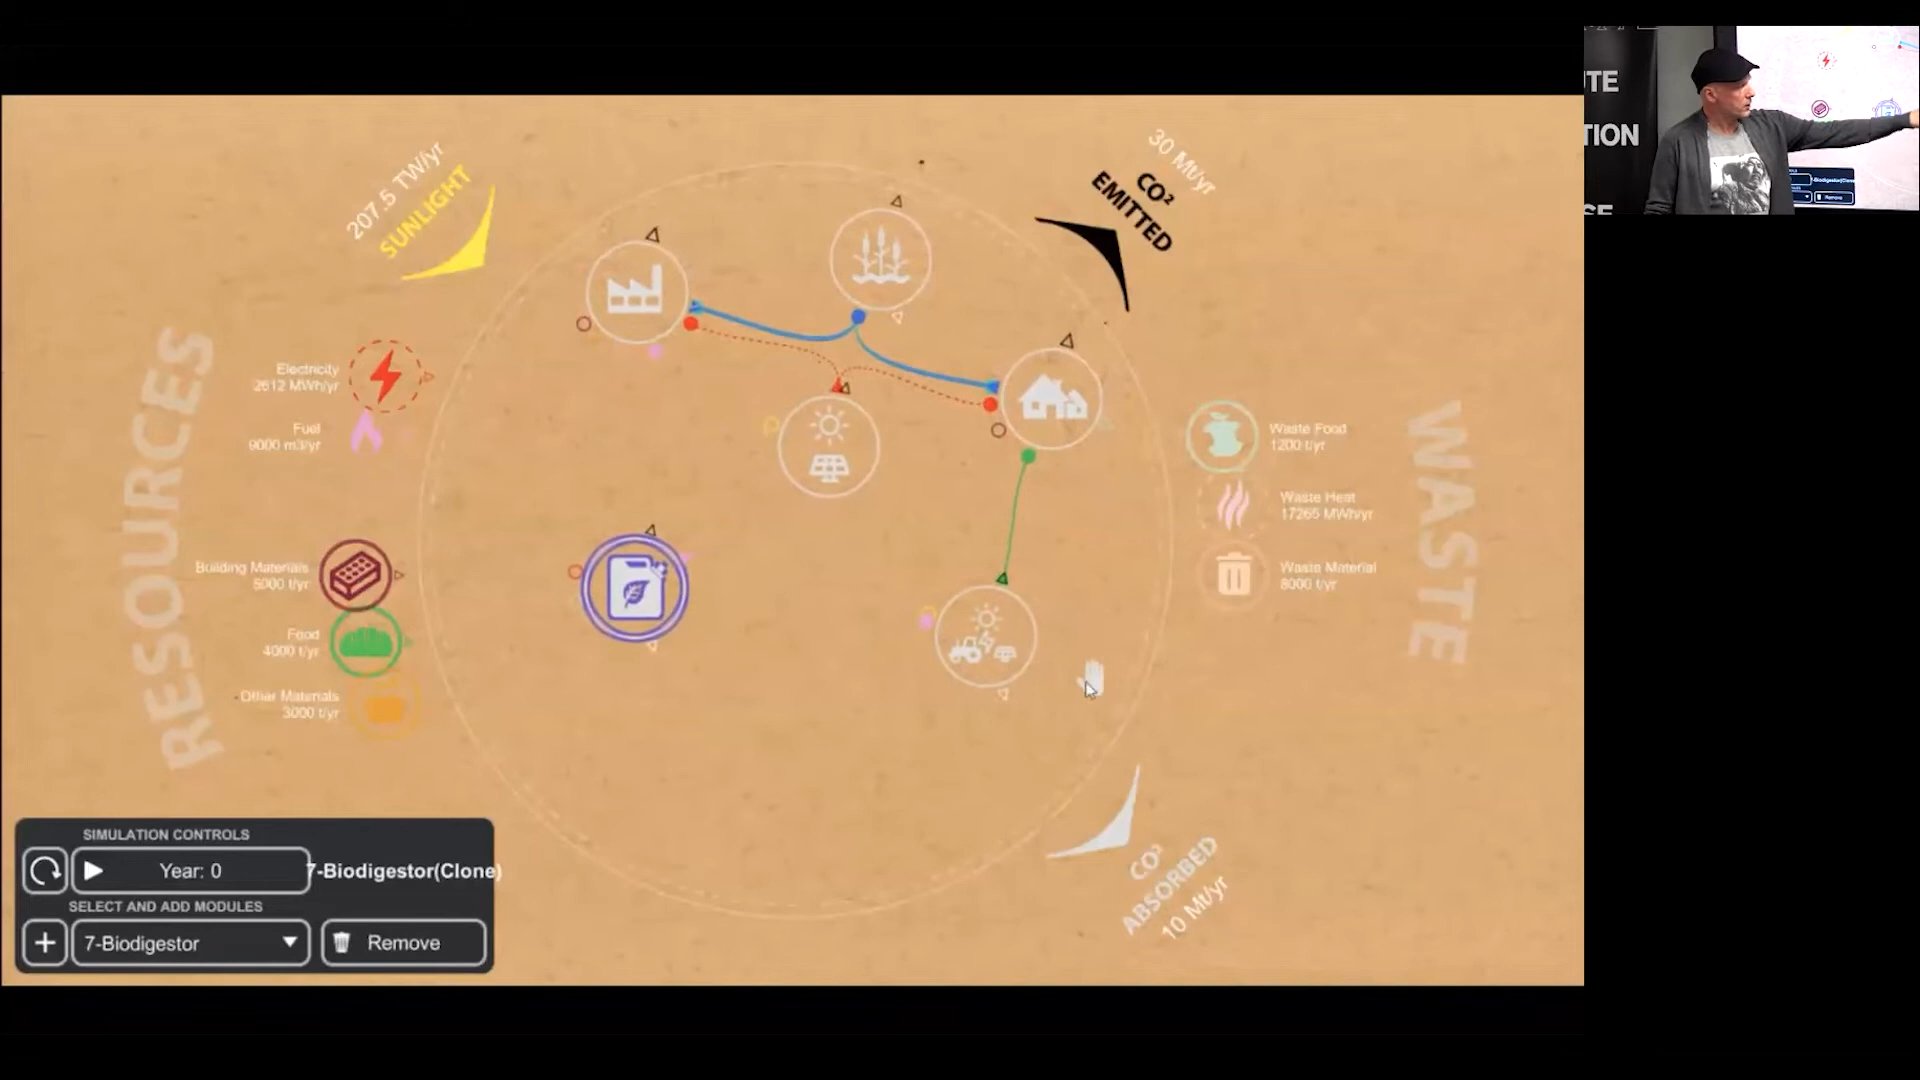 207.5 TW/yr
SUNLIGHT
30 Mt/yr
CO²
EMITTED
RESOURCES
Electricity
2612 MWh/yr
Fuel
9000 m3/yr
Building Materials
5000 t/yr
Food
4000 t/yr
Other Materials
3000 t/yr
WASTE
Waste Food
1200 t/yr
Waste Heat
17265 MWh/yr
Waste Material
8000 t/yr
CO²
ABSORBED
10 Mt/yr
SIMULATION CONTROLS
Year: 0
7-Biodigestor(Clone)
SELECT AND ADD MODULES
7-Biodigestor
Remove
TION